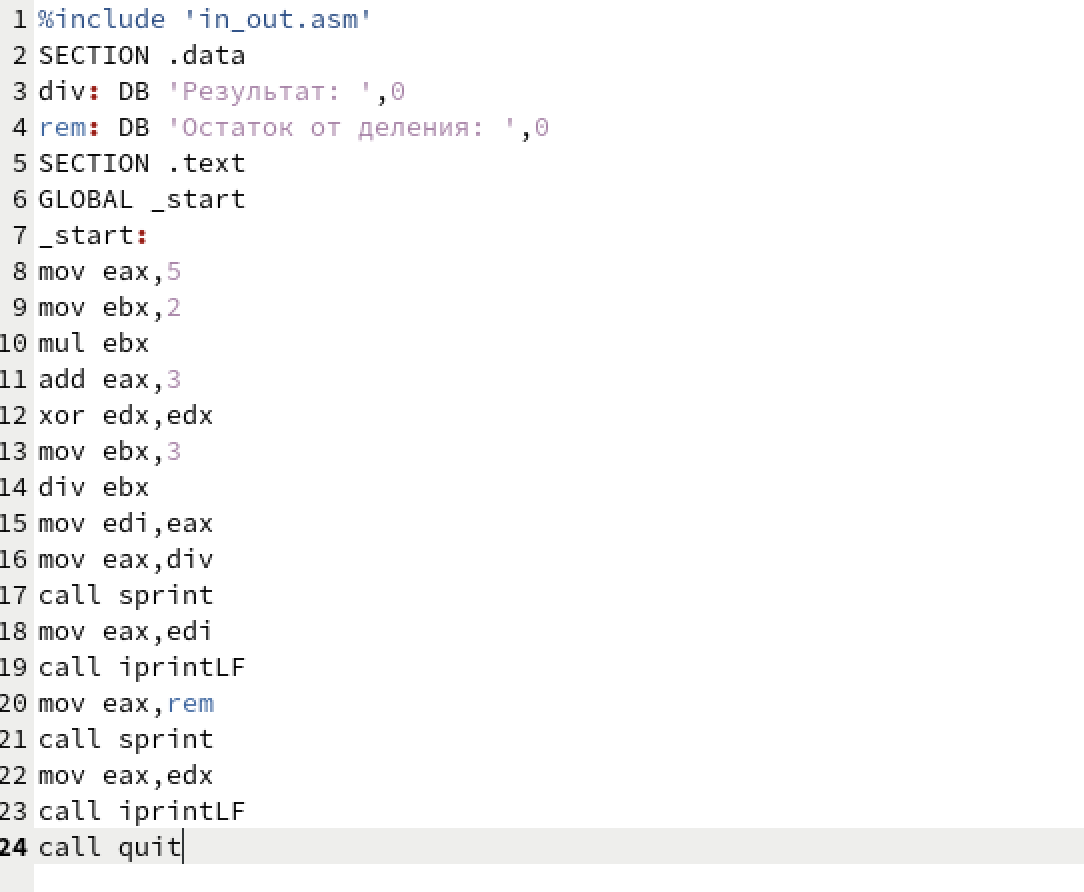 1 %include 'in_out.asm'
2 SECTION .data
3 div: DB 'Результат: ',0
4 rem: DB 'Остаток от деления: ',0
5 SECTION .text
6 GLOBAL _start
7 _start:
8 mov eax,5
9 mov ebx,2
10 mul ebx
11 add eax,3
12 xor edx,edx
13 mov ebx,3
14 div ebx
15 mov edi,eax
16 mov eax,div
17 call sprint
18 mov eax,edi
19 call iprintLF
20 mov eax,rem
21 call sprint
22 mov eax,edx
23 call iprintLF
24 call quit